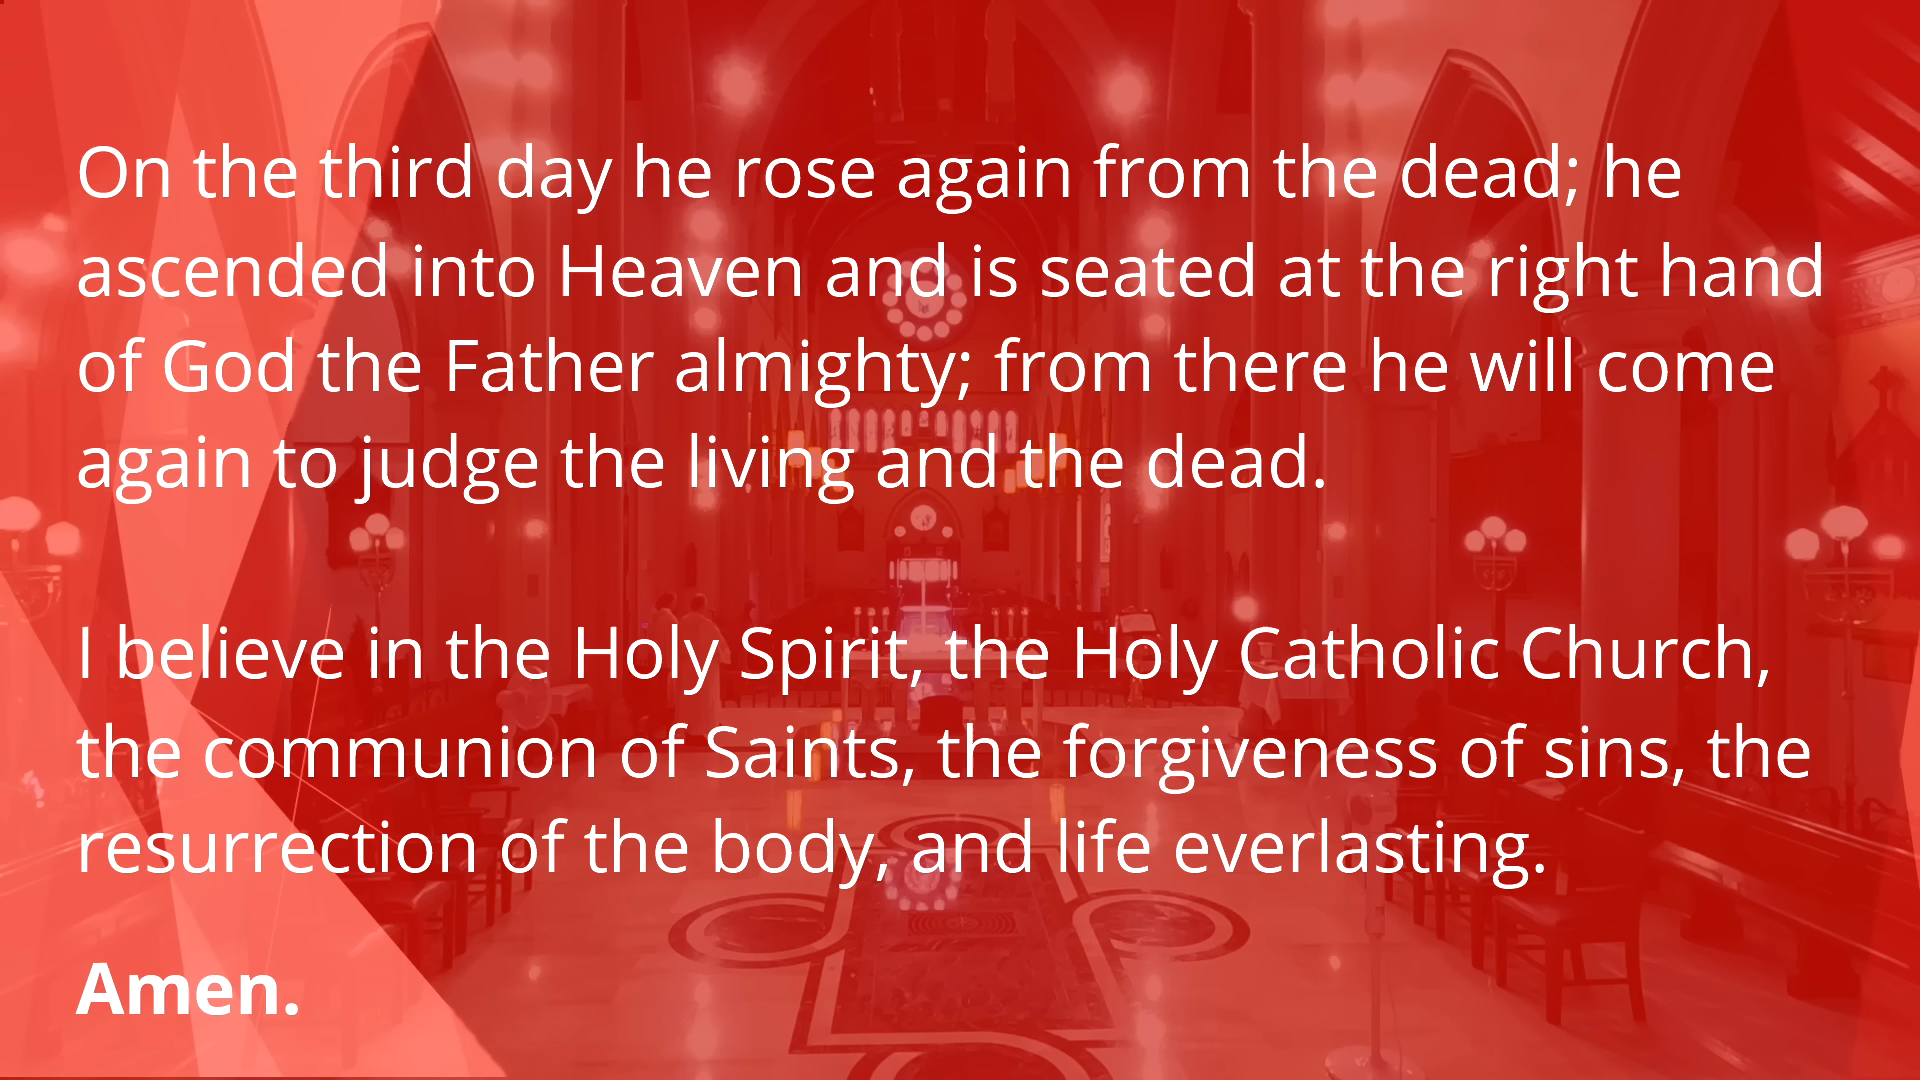 On the third day he rose again from the dead; he
ascended into Heaven and is seated at the right hand
of God the Father almighty; from there he will come
again to judge the living and the dead.
I believe in the Holy Spirit, the Holy Catholic Church,
the communion of Saints, the forgiveness of sins, the
resurrection of the body, and life everlasting.
Amen.